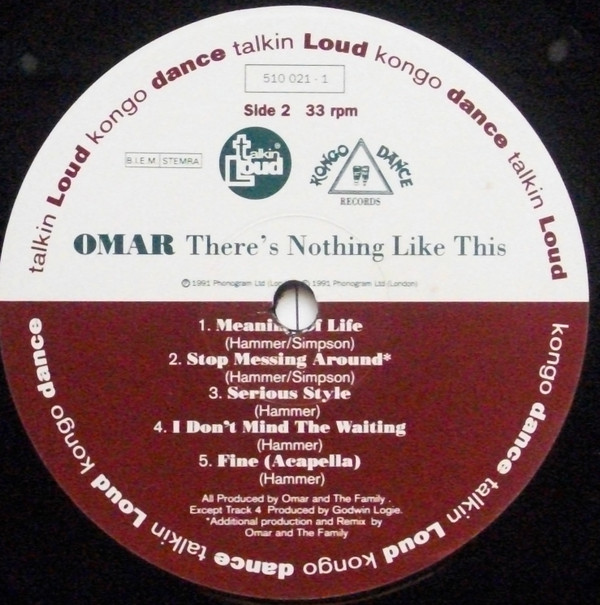 talkin Loud kongo dance talkin Loud kongo dance talkin Loud
510 021 - 1
Side 2 33 rpm
B.I.E.M. STEMRA
talkin Loud
KONGO DANCE
RECORDS
OMAR There's Nothing Like This
℗ 1991 Phonogram Ltd 1991 Phonogram Ltd (London)
1. Meaning Of Life
(Hammer/Simpson)
2. Stop Messing Around*
(Hammer/Simpson)
3. Serious Style
(Hammer)
4. I Don't Mind The Waiting
(Hammer)
5. Fine (Acapella)
(Hammer)
All Produced by Omar and The Family .
Except Track 4 Produced by Godwin Logie.
*Additional production and Remix by
Omar and The Family
kongo dance talkin Loud kongo dance talkin Loud kongo dance